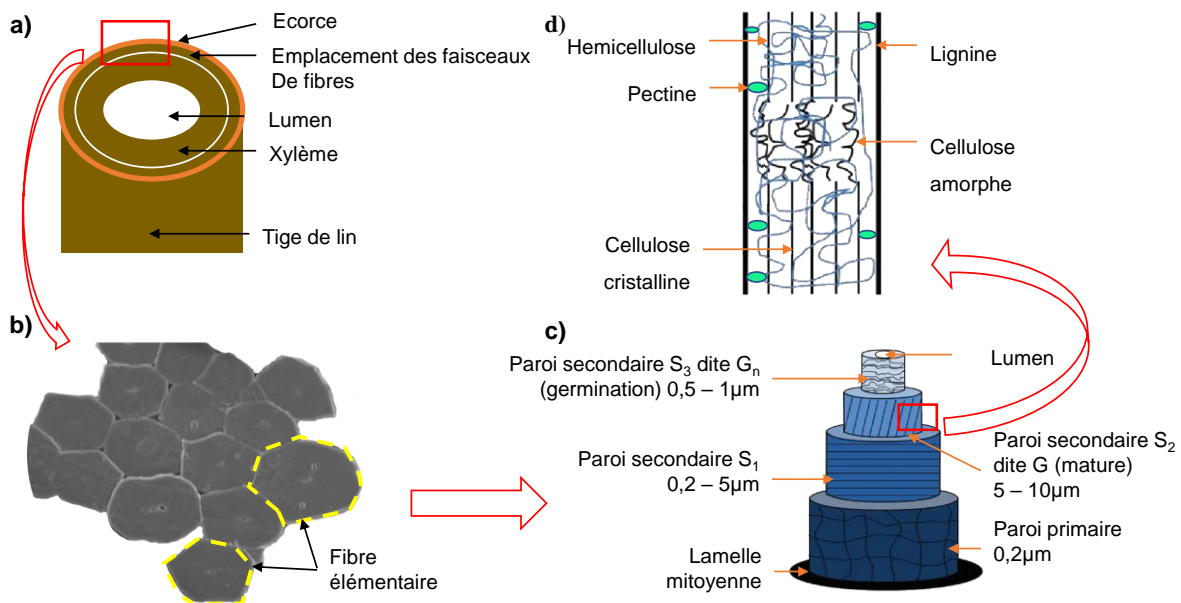 a)
Ecorce
Emplacement des faisceaux
De fibres
Lumen
Xylème
Tige de lin
b)
Fibre
élémentaire
d)
Hemicellulose
Lignine
Pectine
Cellulose
amorphe
Cellulose
cristalline
c)
Lumen
Paroi secondaire S₃ dite Gₙ
(germination) 0,5 – 1µm
Paroi secondaire S₂
dite G (mature)
5 – 10µm
Paroi secondaire S₁
0,2 – 5µm
Paroi primaire
0,2µm
Lamelle
mitoyenne